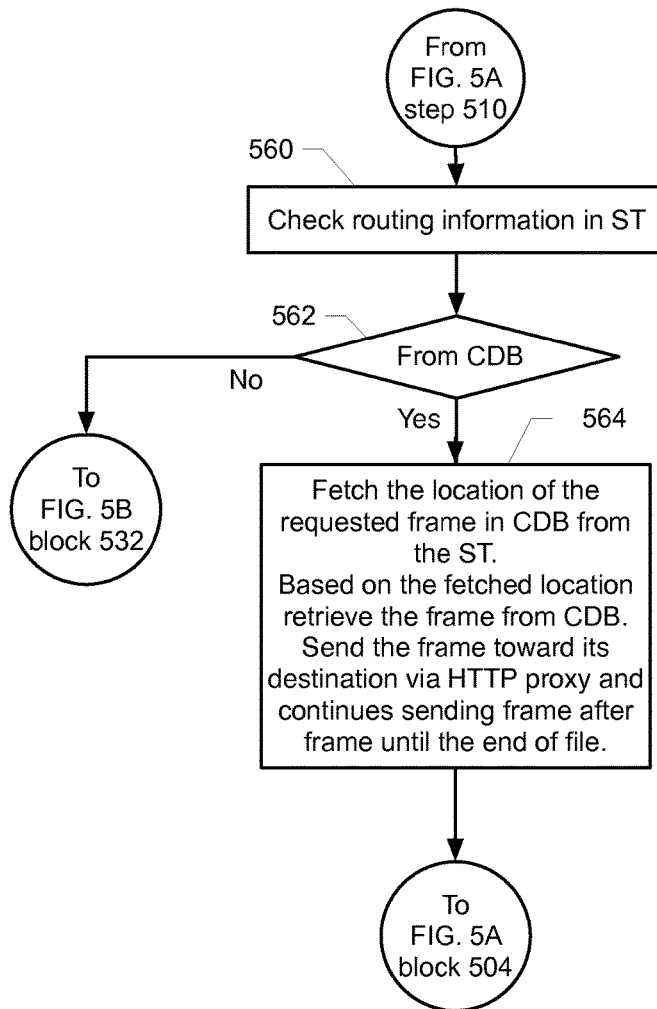 From
FIG. 5A
step 510
560
Check routing information in ST
562
From CDB
No
Yes
564
To
FIG. 5B
block 532
Fetch the location of the
requested frame in CDB from
the ST.
Based on the fetched location
retrieve the frame from CDB.
Send the frame toward its
destination via HTTP proxy and
continues sending frame after
frame until the end of file.
To
FIG. 5A
block 504